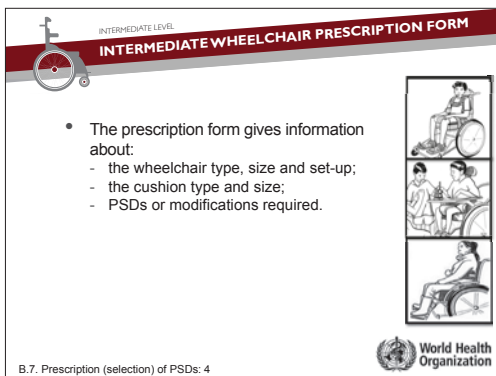 INTERMEDIATE LEVEL
INTERMEDIATE WHEELCHAIR PRESCRIPTION FORM
• The prescription form gives information
about:
- the wheelchair type, size and set-up;
- the cushion type and size;
- PSDs or modifications required.
World Health
Organization
B.7. Prescription (selection) of PSDs: 4